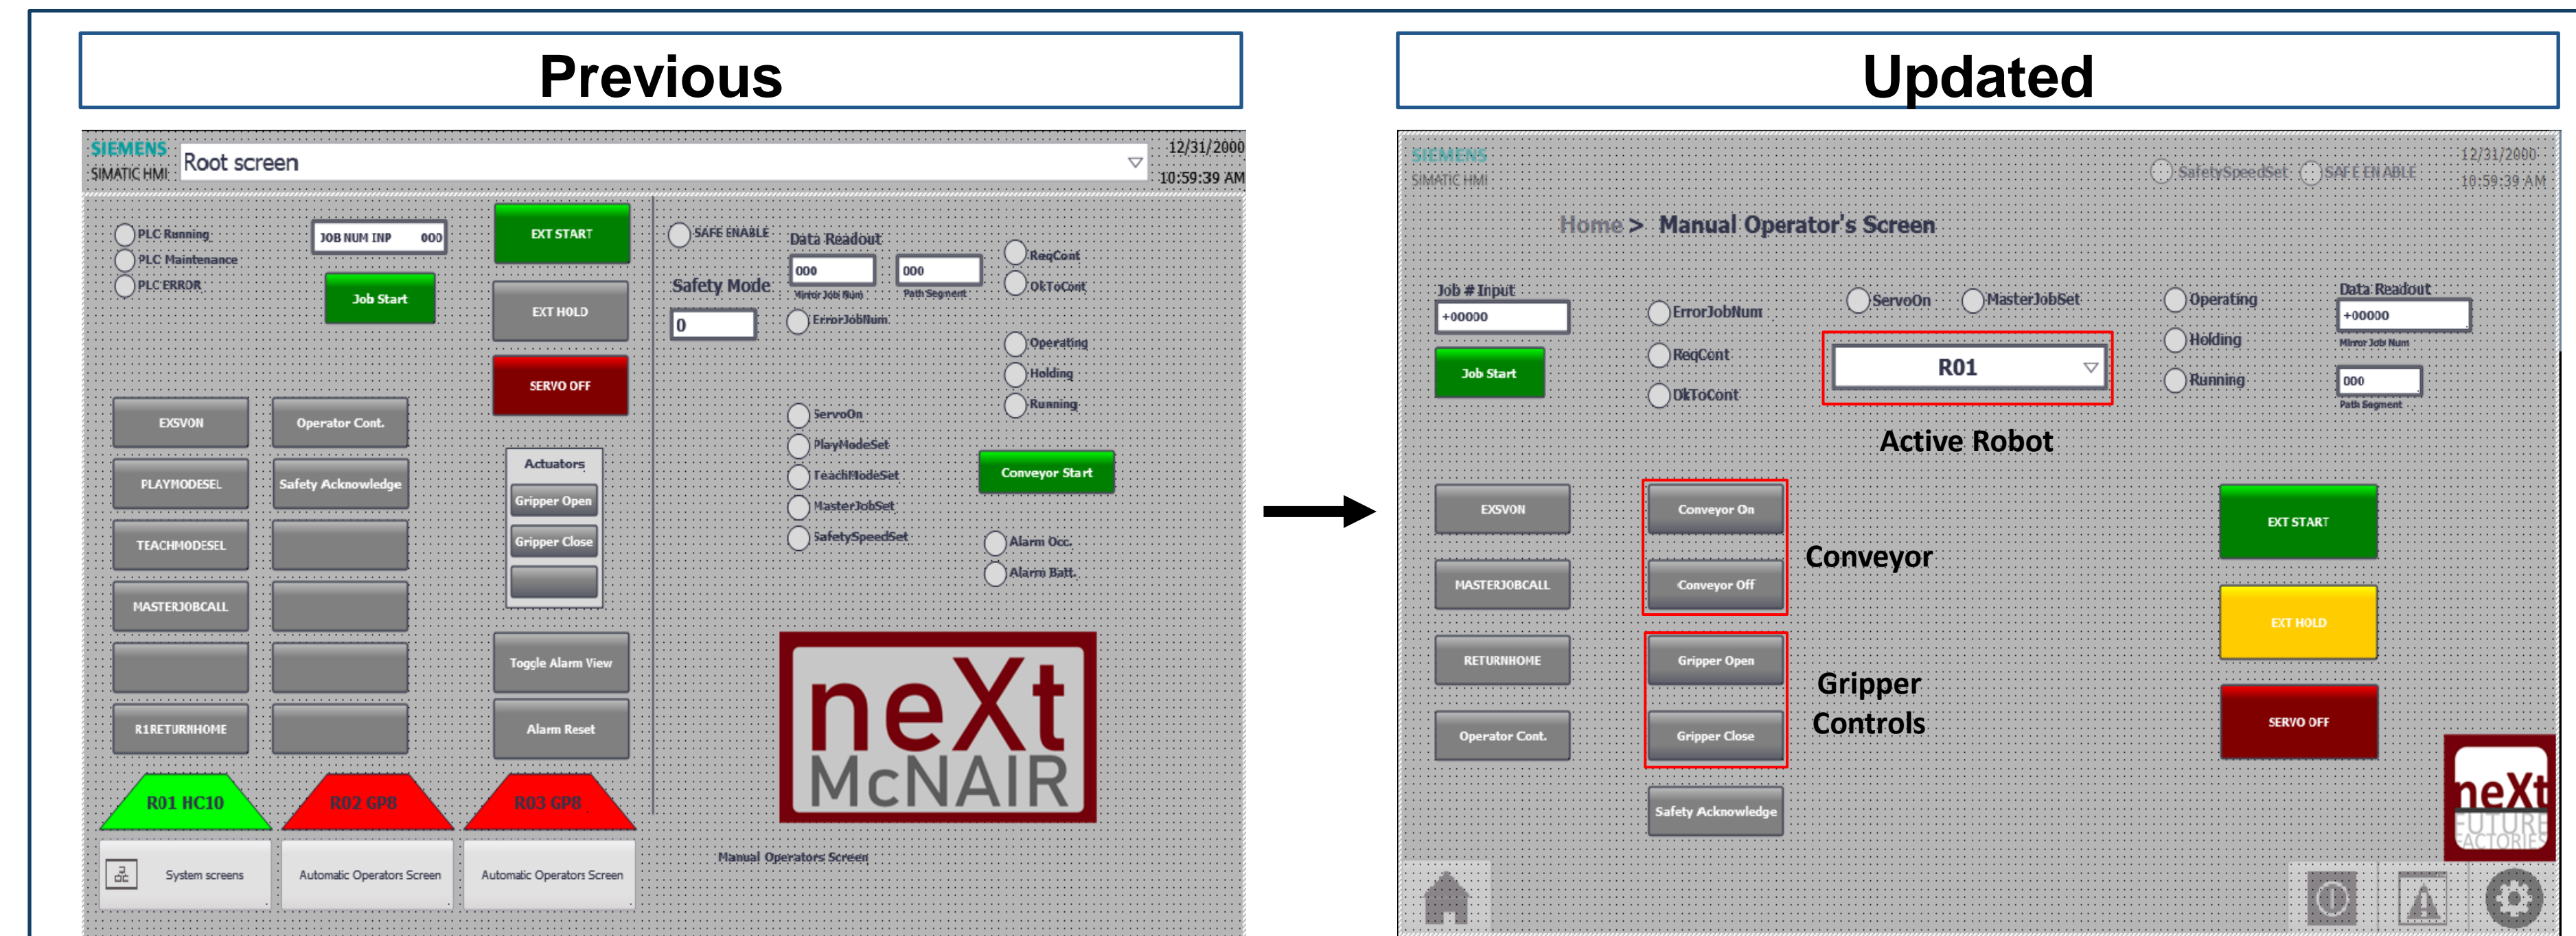 Previous
SIEMENS
SIMATIC HMI
Root screen
12/31/2000
10:59:39 AM
PLC Running
PLC Maintenance
PLC ERROR
JOB NUM INP 000
Job Start
EXT START
EXT HOLD
SERVO OFF
EXSVON
Operator Cont.
PLAYMODESEL
Safety Acknowledge
TEACHMODESEL
MASTERJOBCALL
R1RETURNHOME
Actuators
Gripper Open
Gripper Close
Toggle Alarm View
Alarm Reset
R01 HC10
R02 GP8
R03 GP8
System screens
Automatic Operators Screen
Automatic Operators Screen
SAFE ENABLE
Safety Mode
0
Data Readout
000
000
Mirror Job Num
Path Segment
ErrorJobNum
ReqCont
OkToCont
Operating
Holding
Running
ServoOn
PlayModeSet
TeachModeSet
MasterJobSet
SafetySpeedSet
Conveyor Start
Alarm Occ.
Alarm Batt.
neXt
McNAIR
Manual Operators Screen
Updated
SIEMENS
SIMATIC HMI
SafetySpeedSet
SAFE ENABLE
12/31/2000
10:59:39 AM
Home > Manual Operator's Screen
Job # Input
+00000
Job Start
ErrorJobNum
ReqCont
OkToCont
ServoOn
MasterJobSet
R01
Active Robot
Operating
Holding
Running
Data Readout
+00000
Mirror Job Num
000
Path Segment
EXSVON
MASTERJOBCALL
RETURNHOME
Operator Cont.
Conveyor On
Conveyor Off
Conveyor
Gripper Open
Gripper Close
Gripper
Controls
Safety Acknowledge
EXT START
EXT HOLD
SERVO OFF
neXt
FUTURE
FACTORIES